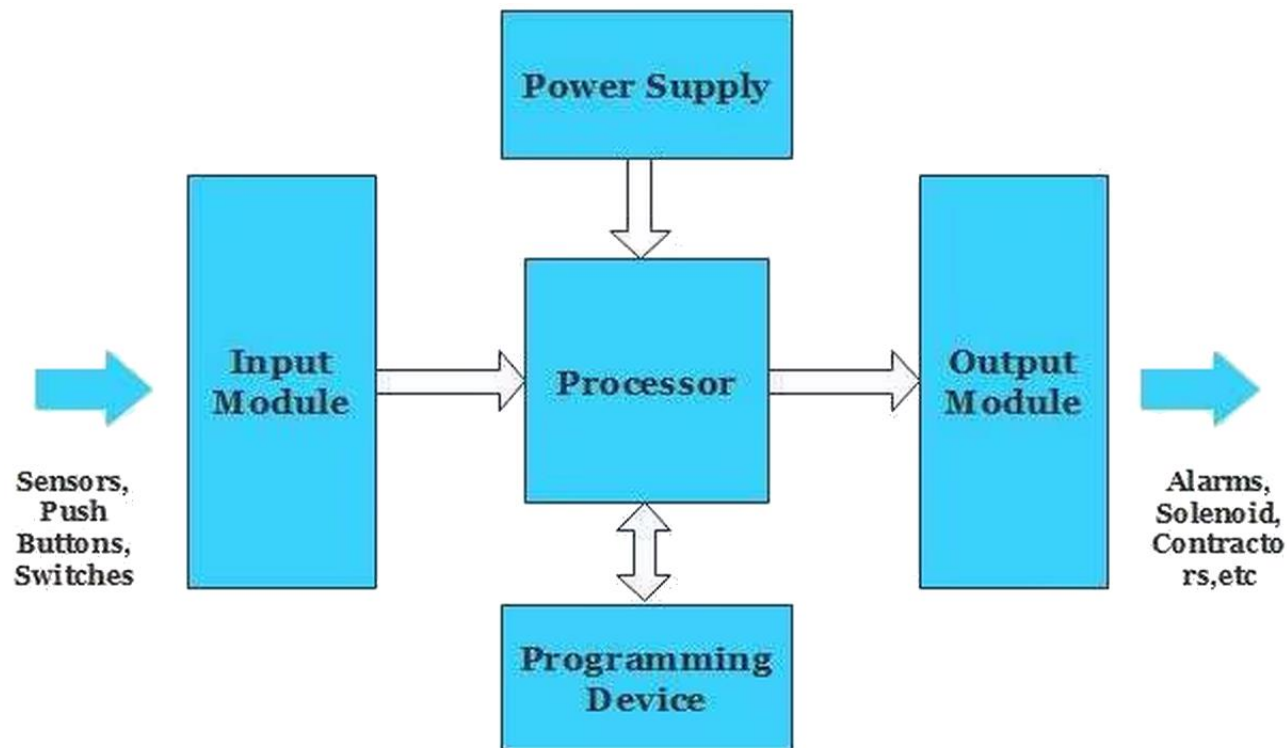 Power Supply
Input
Module
Processor
Output
Module
Sensors,
Push
Buttons,
Switches
Alarms,
Solenoid,
Contracto
rs,etc
Programming
Device